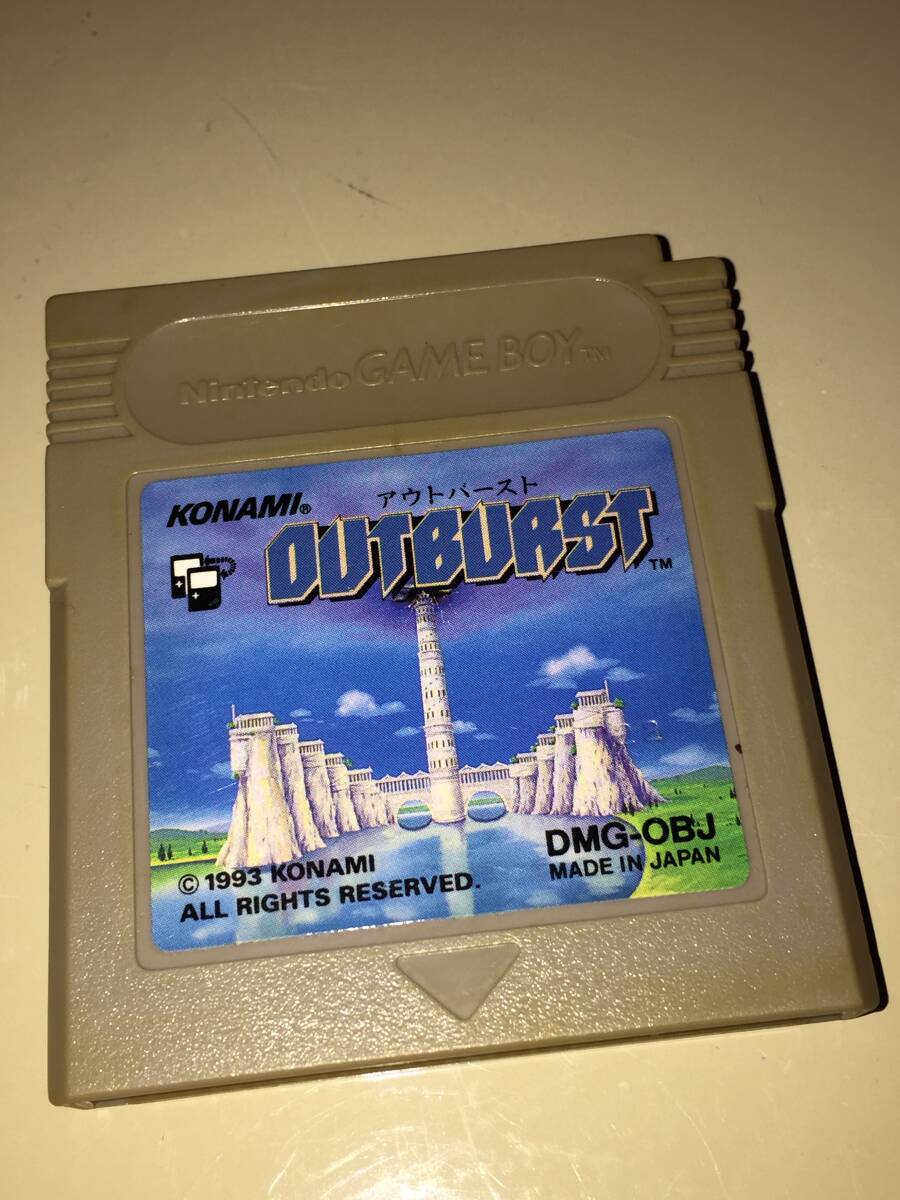 Nintendo GAME BOY™
KONAMI®
アウトバースト
OUTBURST™
© 1993 KONAMI
ALL RIGHTS RESERVED.
DMG-OBJ
MADE IN JAPAN